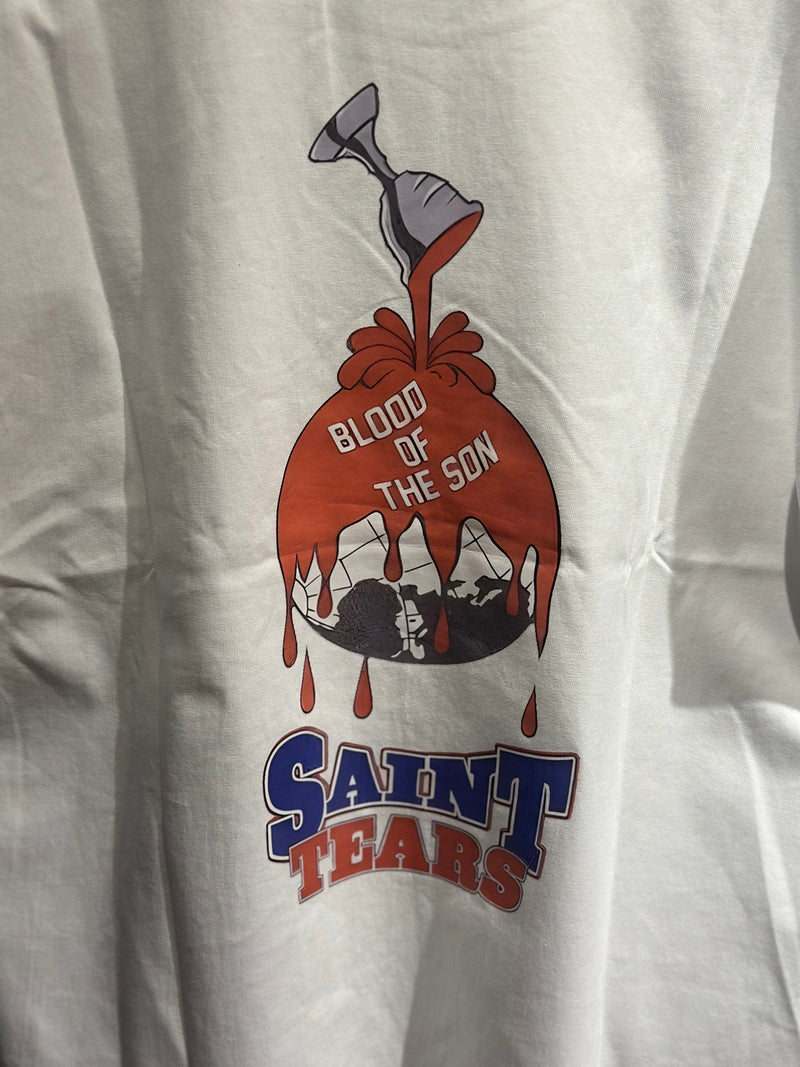 BLOOD
OF
THE SON
SAINT
TEARS